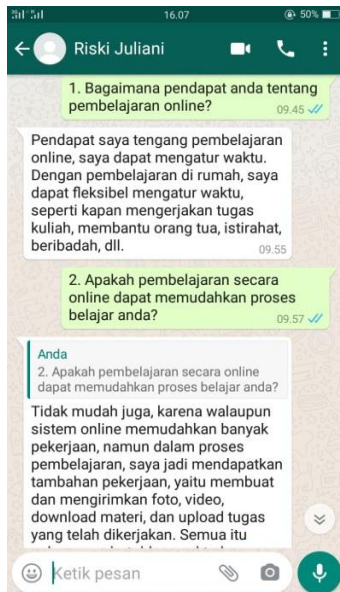 16.07
50%
Riski Juliani
1. Bagaimana pendapat anda tentang
pembelajaran online?
09.45
Pendapat saya tengang pembelajaran
online, saya dapat mengatur waktu.
Dengan pembelajaran di rumah, saya
dapat fleksibel mengatur waktu,
seperti kapan mengerjakan tugas
kuliah, membantu orang tua, istirahat,
beribadah, dll.
09.55
2. Apakah pembelajaran secara
online dapat memudahkan proses
belajar anda?
09.57
Anda
2. Apakah pembelajaran secara online
dapat memudahkan proses belajar anda?
Tidak mudah juga, karena walaupun
sistem online memudahkan banyak
pekerjaan, namun dalam proses
pembelajaran, saya jadi mendapatkan
tambahan pekerjaan, yaitu membuat
dan mengirimkan foto, video,
download materi, dan upload tugas
yang telah dikerjakan. Semua itu
Ketik pesan